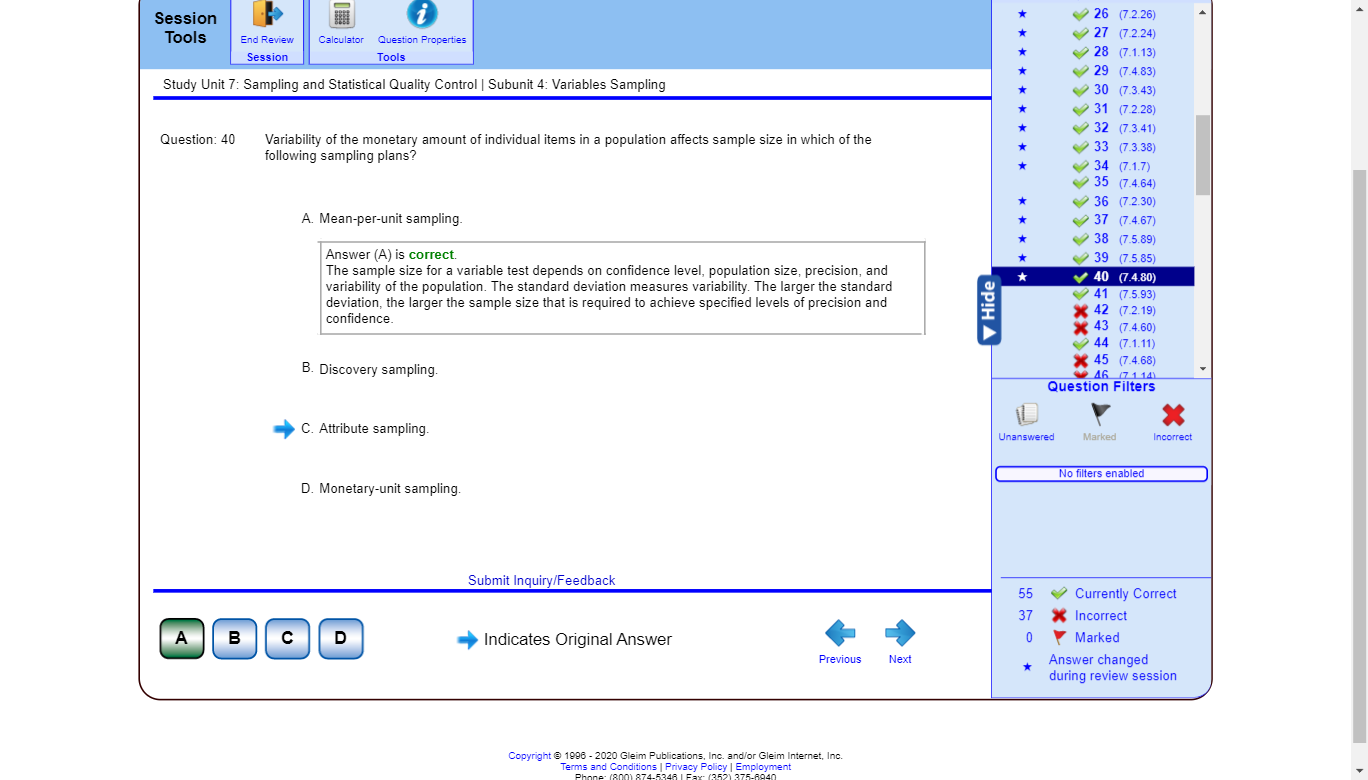 Session
Tools
End Review
Session
Calculator
Question Properties
Tools
Study Unit 7: Sampling and Statistical Quality Control | Subunit 4: Variables Sampling
Question: 40
Variability of the monetary amount of individual items in a population affects sample size in which of the
following sampling plans?
A. Mean-per-unit sampling.
Answer (A) is correct.
The sample size for a variable test depends on confidence level, population size, precision, and
variability of the population. The standard deviation measures variability. The larger the standard
deviation, the larger the sample size that is required to achieve specified levels of precision and
confidence.
B. Discovery sampling.
C. Attribute sampling.
D. Monetary-unit sampling.
Submit Inquiry/Feedback
A B C D
Indicates Original Answer
Previous
Next
26 (7.2.26)
27 (7.2.24)
28 (7.1.13)
29 (7.4.83)
30 (7.3.43)
31 (7.2.28)
32 (7.3.41)
33 (7.3.38)
34 (7.1.7)
35 (7.4.64)
36 (7.2.30)
37 (7.4.67)
38 (7.5.89)
39 (7.5.85)
40 (7.4.80)
41 (7.5.93)
42 (7.2.19)
43 (7.4.60)
44 (7.1.11)
45 (7.4.68)
46 (7.1.14)
Hide
Question Filters
Unanswered
Marked
Incorrect
No filters enabled
55 Currently Correct
37 Incorrect
0 Marked
Answer changed
during review session
Copyright © 1996 - 2020 Gleim Publications, Inc. and/or Gleim Internet, Inc.
Terms and Conditions | Privacy Policy | Employment
Phone: (800) 874-5346 | Fax: (352) 375-6940